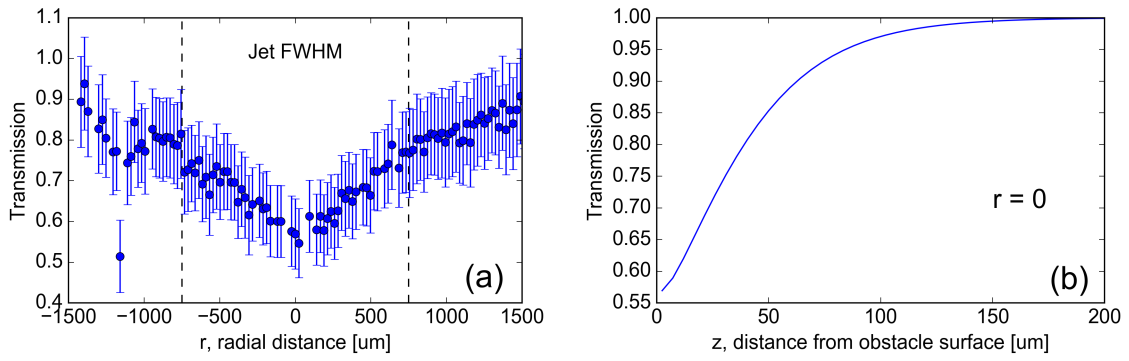 1.1
1.0
0.9
0.8
0.7
0.6
0.5
0.4
Transmission
Jet FWHM
(a)
−1500 −1000 −500 0 500 1000 1500
r, radial distance [um]
1.00
0.95
0.90
0.85
0.80
0.75
0.70
0.65
0.60
0.55
Transmission
r = 0
(b)
0 50 100 150 200
z, distance from obstacle surface [um]